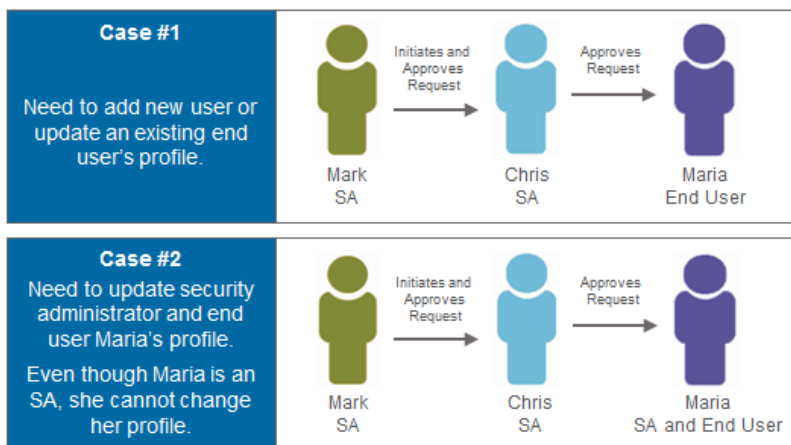 Case #1
Need to add new user or
update an existing end
user's profile.
Initiates and
Approves
Request
Approves
Request
Mark
SA
Chris
SA
Maria
End User
Case #2
Need to update security
administrator and end
user Maria's profile.
Even though Maria is an
SA, she cannot change
her profile.
Initiates and
Approves
Request
Approves
Request
Mark
SA
Chris
SA
Maria
SA and End User